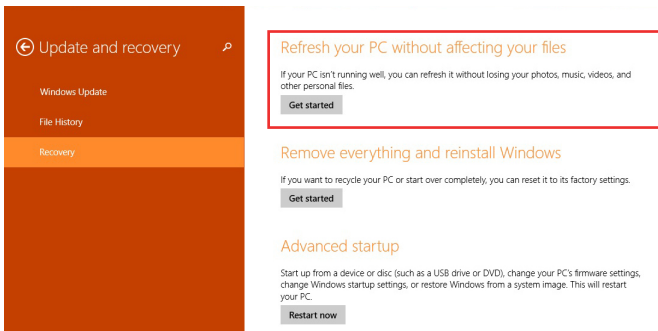 Update and recovery
Windows Update
File History
Recovery
Refresh your PC without affecting your files
If your PC isn't running well, you can refresh it without losing your photos, music, videos, and
other personal files.
Get started
Remove everything and reinstall Windows
If you want to recycle your PC or start over completely, you can reset it to its factory settings.
Get started
Advanced startup
Start up from a device or disc (such as a USB drive or DVD), change your PC's firmware settings,
change Windows startup settings, or restore Windows from a system image. This will restart
your PC.
Restart now